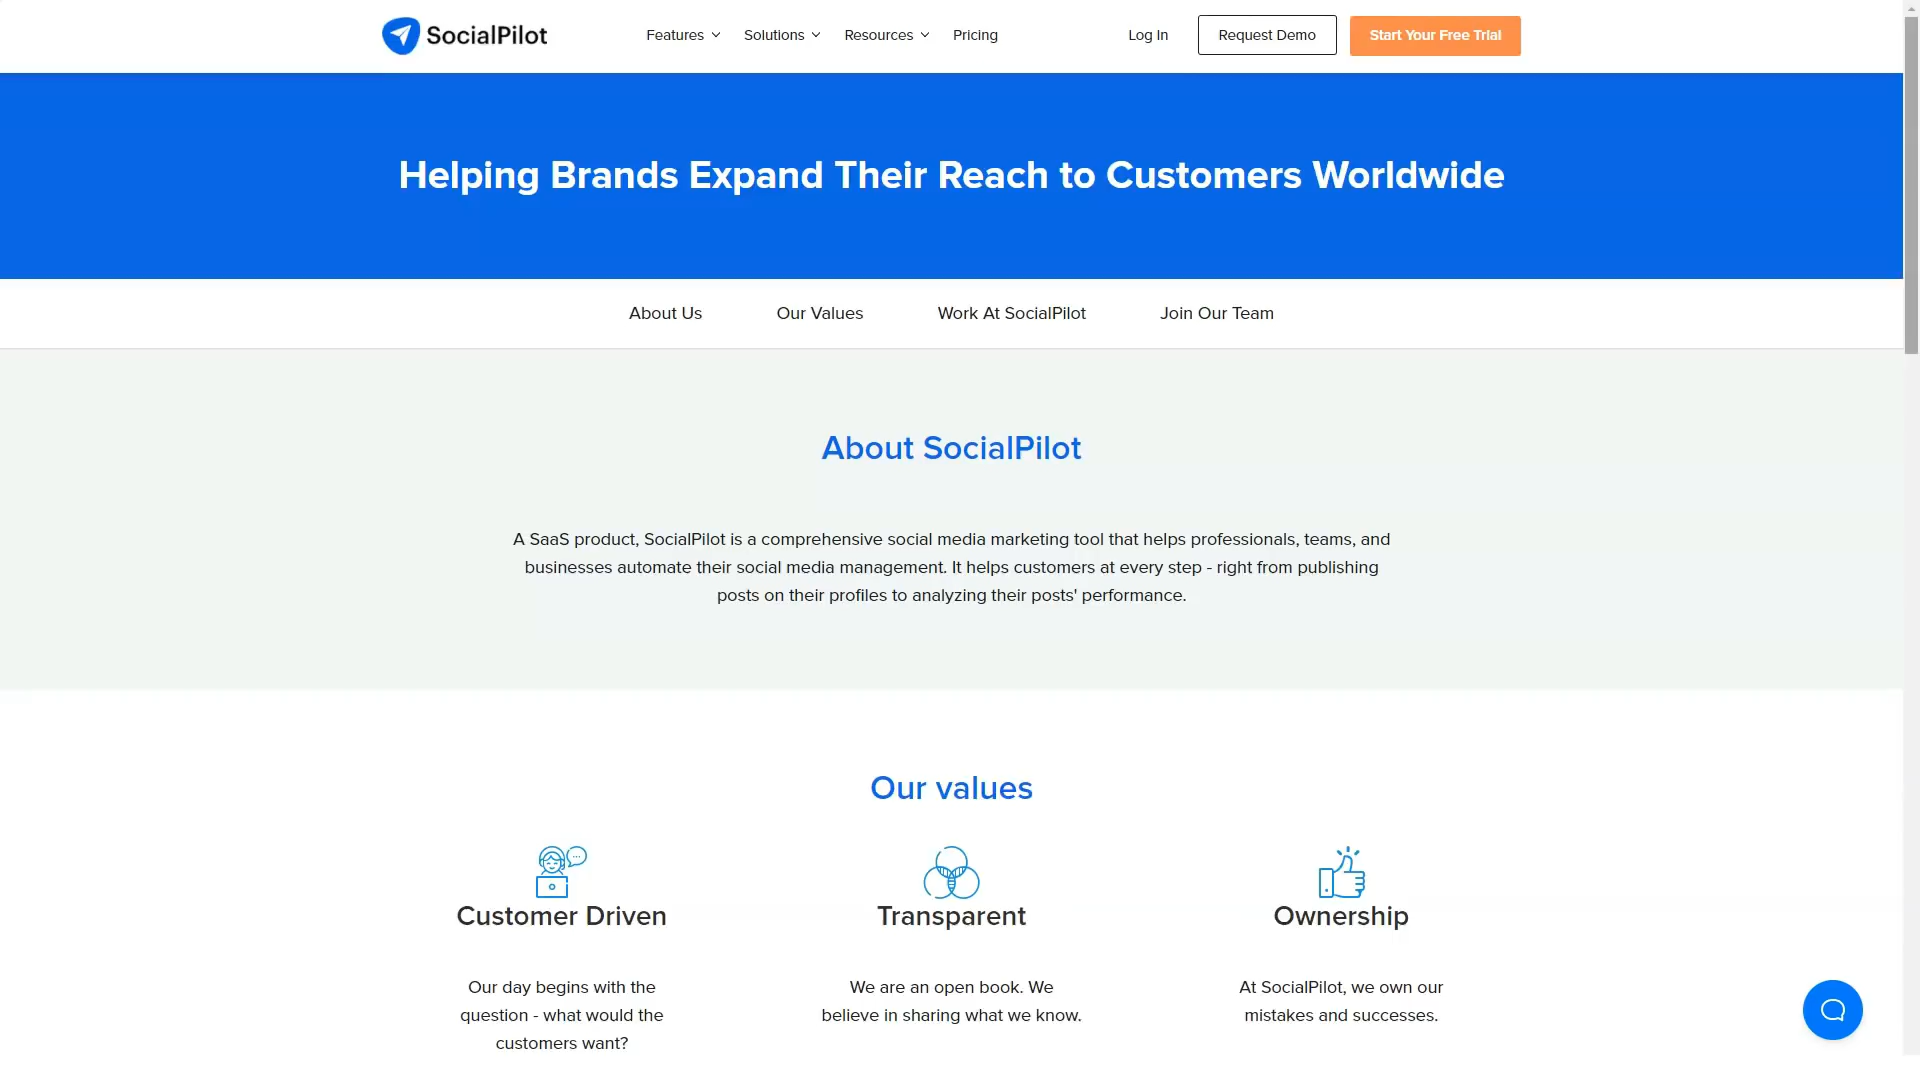 SocialPilot
Features
Solutions
Resources
Pricing
Log In
Request Demo
Start Your Free Trial
Helping Brands Expand Their Reach to Customers Worldwide
About Us
Our Values
Work At SocialPilot
Join Our Team
About SocialPilot
A SaaS product, SocialPilot is a comprehensive social media marketing tool that helps professionals, teams, and
businesses automate their social media management. It helps customers at every step - right from publishing
posts on their profiles to analyzing their posts' performance.
Our values
Customer Driven
Our day begins with the
question - what would the
customers want?
Transparent
We are an open book. We
believe in sharing what we know.
Ownership
At SocialPilot, we own our
mistakes and successes.